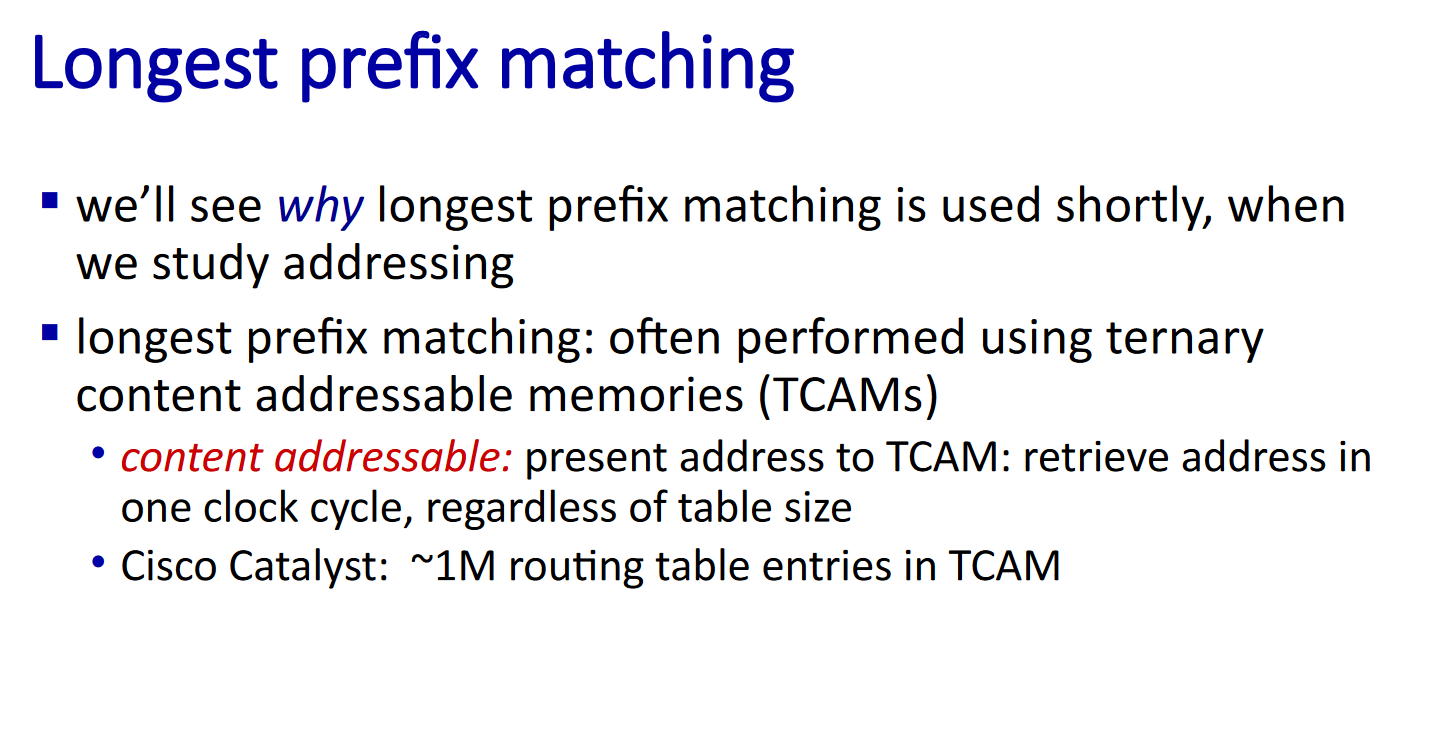 Longest prefix matching
▪ we’ll see why longest prefix matching is used shortly, when
we study addressing
▪ longest prefix matching: often performed using ternary
content addressable memories (TCAMs)
• content addressable: present address to TCAM: retrieve address in
one clock cycle, regardless of table size
• Cisco Catalyst:  ~1M routing table entries in TCAM